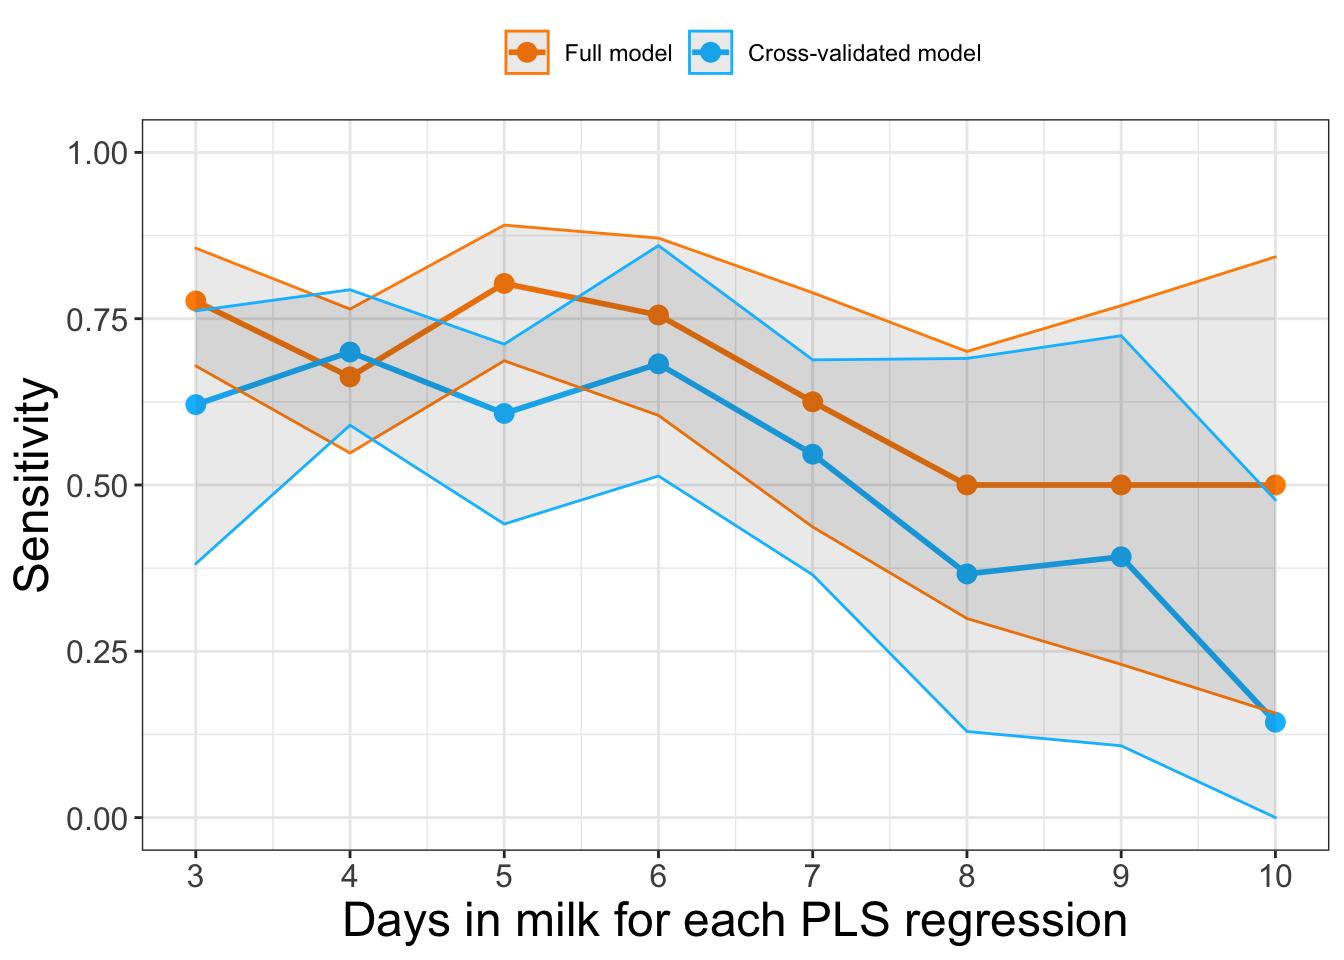 Full model Cross-validated model
1.00
0.75
0.50
0.25
0.00
Sensitivity
3 4 5 6 7 8 9 10
Days in milk for each PLS regression